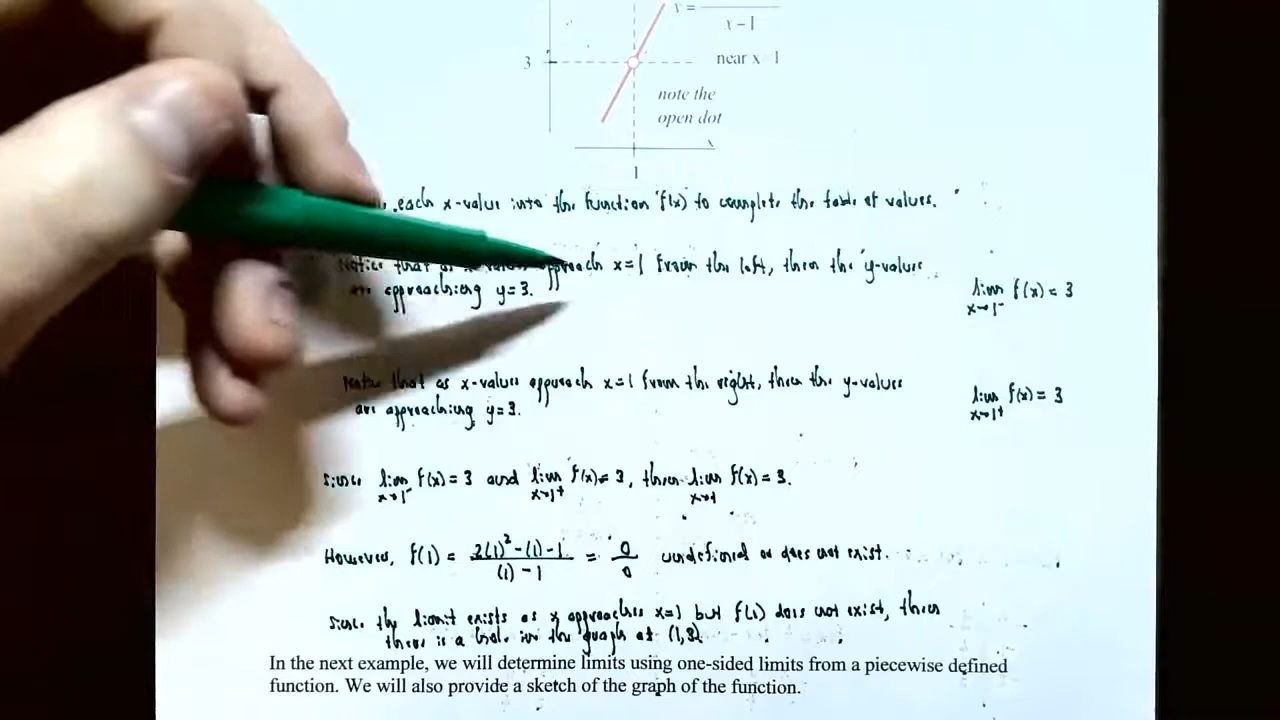 x – 1
3
near x 1
note the
open dot
x
1
each x-value into the function f(x) to complete the table of values.
Notice that as x-values approach x=1 from the left, then the y-values
are approaching y=3.
lim f(x) = 3
x→1⁻
Note that as x-values approach x=1 from the right, then the y-values
are approaching y=3.
lim f(x) = 3
x→1⁺
Since lim f(x) = 3 and lim f(x) = 3, then lim f(x) = 3.
x→1⁻ x→1⁺ x→1
However, f(1) = 2(1)²-(1)-1 / (1)-1 = 0/0 undefined or does not exist.
Since the limit exists as x approaches x=1 but f(1) does not exist, then
there is a hole in the graph at (1,3).
In the next example, we will determine limits using one-sided limits from a piecewise defined
function. We will also provide a sketch of the graph of the function.